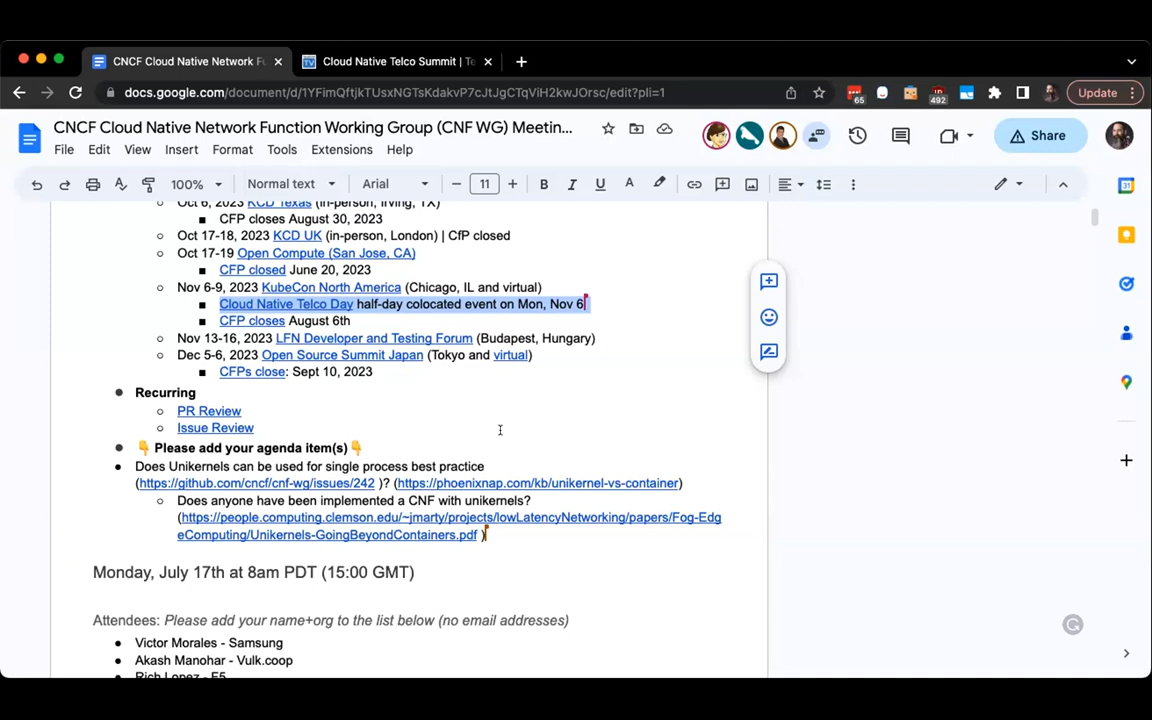 CNCF Cloud Native Network Fu
Cloud Native Telco Summit | Te
docs.google.com/document/d/1YFimQftjkTUsxNGTsKdakvP7cJtJgCTqViH2kwJOrsc/edit?pli=1
65
492
Update
CNCF Cloud Native Network Function Working Group (CNF WG) Meetin...
File Edit View Insert Format Tools Extensions Help
Share
100% Normal text Arial 11 B I U A
Oct 6, 2023 KCD Texas (in-person, Irving, TX)
CFP closes August 30, 2023
Oct 17-18, 2023 KCD UK (in-person, London) | CfP closed
Oct 17-19 Open Compute (San Jose, CA)
CFP closed June 20, 2023
Nov 6-9, 2023 KubeCon North America (Chicago, IL and virtual)
Cloud Native Telco Day half-day colocated event on Mon, Nov 6
CFP closes August 6th
Nov 13-16, 2023 LFN Developer and Testing Forum (Budapest, Hungary)
Dec 5-6, 2023 Open Source Summit Japan (Tokyo and virtual)
CFPs close: Sept 10, 2023
Recurring
PR Review
Issue Review
👇 Please add your agenda item(s)👇
Does Unikernels can be used for single process best practice
(https://github.com/cncf/cnf-wg/issues/242 )? (https://phoenixnap.com/kb/unikernel-vs-container)
Does anyone have been implemented a CNF with unikernels?
(https://people.computing.clemson.edu/~jmarty/projects/lowLatencyNetworking/papers/Fog-Edg
eComputing/Unikernels-GoingBeyondContainers.pdf )
Monday, July 17th at 8am PDT (15:00 GMT)
Attendees: Please add your name+org to the list below (no email addresses)
Victor Morales - Samsung
Akash Manohar - Vulk.coop
Rich Lopez - F5